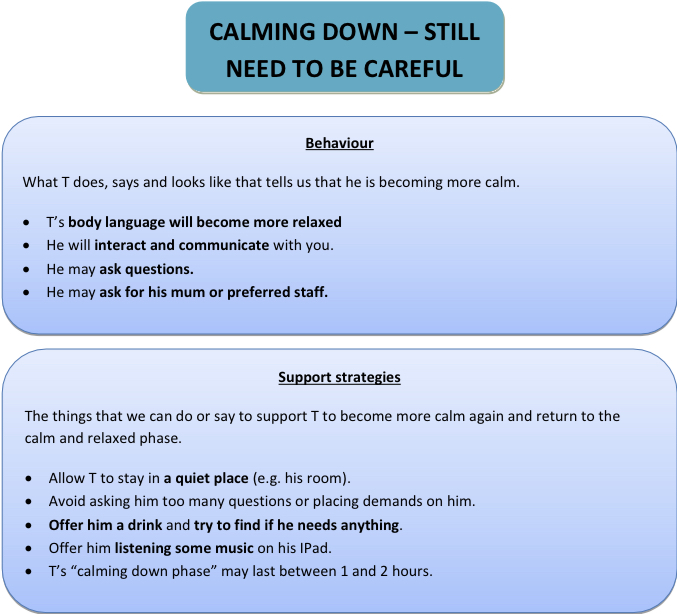 CALMING DOWN – STILL
NEED TO BE CAREFUL
Behaviour
What T does, says and looks like that tells us that he is becoming more calm.
• T’s body language will become more relaxed
• He will interact and communicate with you.
• He may ask questions.
• He may ask for his mum or preferred staff.
Support strategies
The things that we can do or say to support T to become more calm again and return to the
calm and relaxed phase.
• Allow T to stay in a quiet place (e.g. his room).
• Avoid asking him too many questions or placing demands on him.
• Offer him a drink and try to find if he needs anything.
• Offer him listening some music on his IPad.
• T’s “calming down phase” may last between 1 and 2 hours.